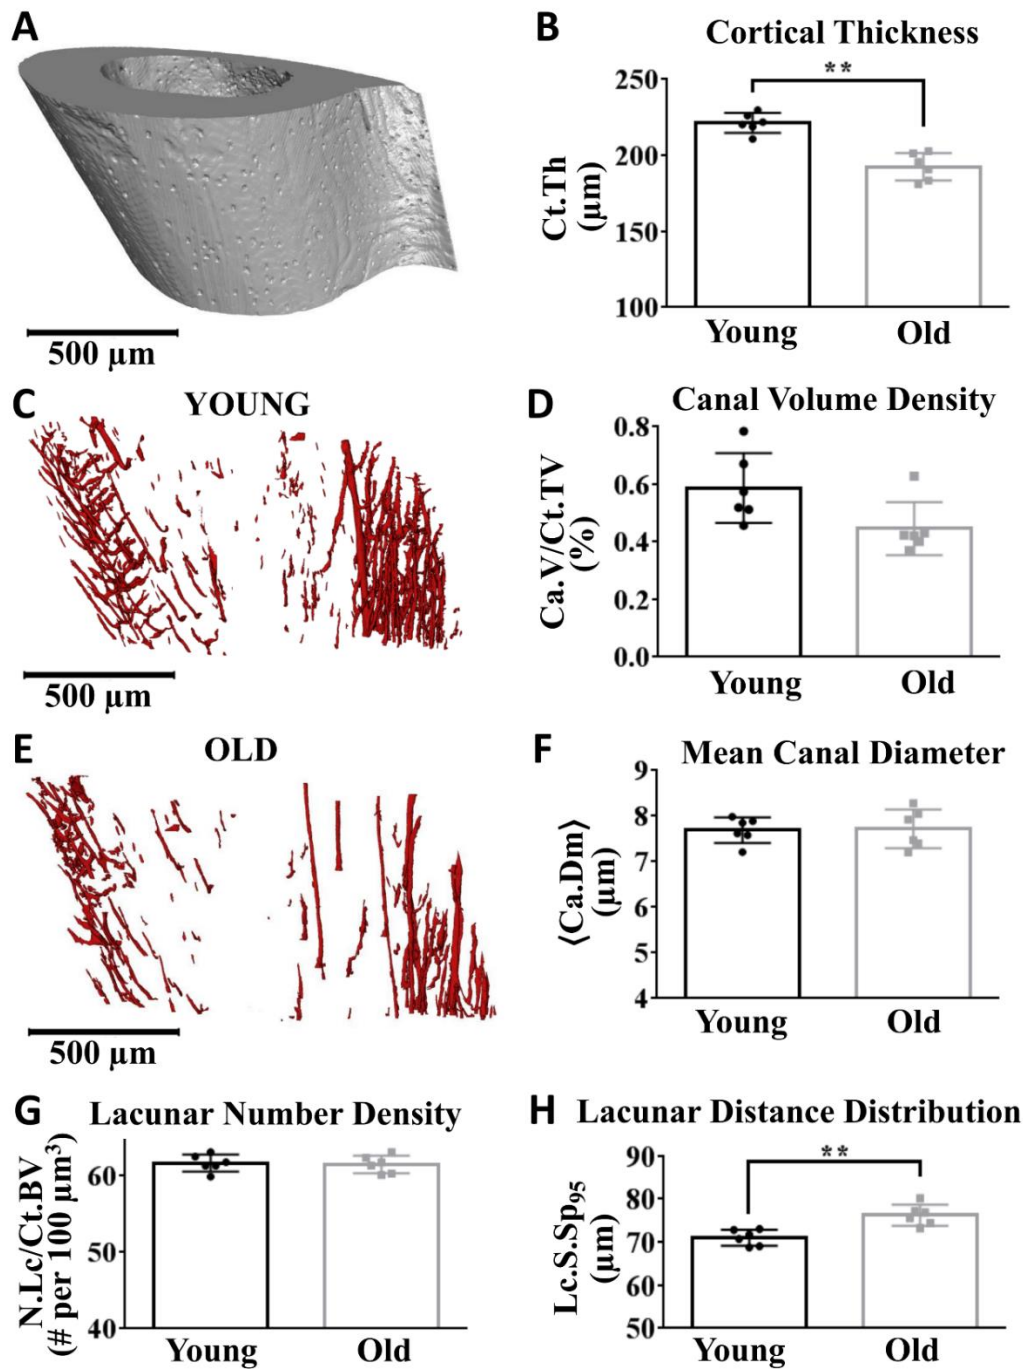 A
500 µm
B
Cortical Thickness
Ct.Th
(µm)
250
200
150
100
**
Young
Old
C
YOUNG
500 µm
D
Canal Volume Density
Ca.V/Ct.TV
(%)
0.8
0.6
0.4
0.2
0.0
Young
Old
E
OLD
500 µm
F
Mean Canal Diameter
⟨Ca.Dm⟩
(µm)
9
8
7
6
5
4
Young
Old
G
Lacunar Number Density
N.Lc/Ct.BV
(# per 100 µm³)
60
50
40
Young
Old
H
Lacunar Distance Distribution
Lc.S.Sp₉₅
(µm)
90
80
70
60
50
**
Young
Old